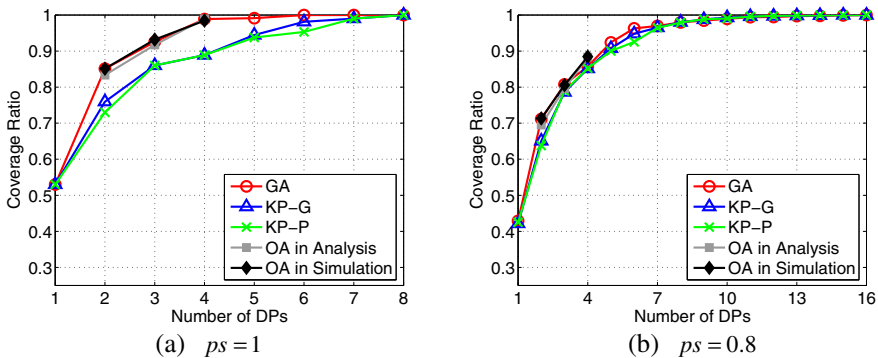 1
0.9
0.8
0.7
0.6
0.5
0.4
0.3
Coverage Ratio
GA
KP−G
KP−P
OA in Analysis
OA in Simulation
1 2 3 4 5 6 7 8
Number of DPs
(a) ps = 1
1
0.9
0.8
0.7
0.6
0.5
0.4
0.3
Coverage Ratio
GA
KP−G
KP−P
OA in Analysis
OA in Simulation
1 4 7 10 13 16
Number of DPs
(b) ps = 0.8